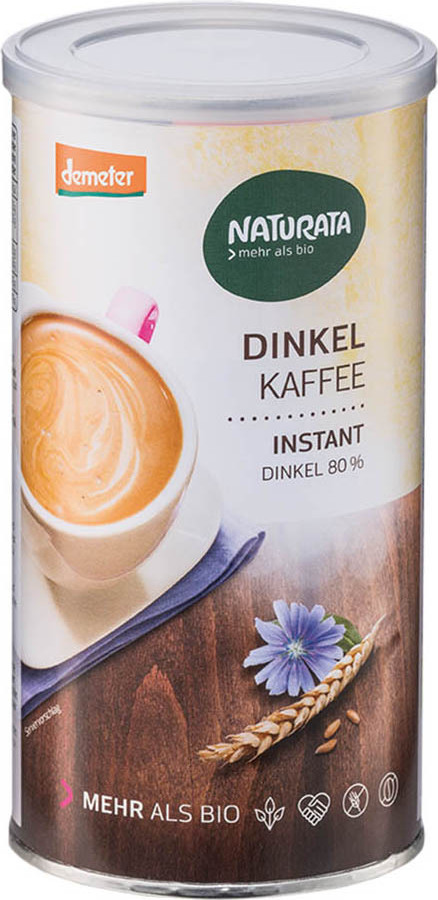 demeter
NATURATA
>mehr als bio
DINKEL
KAFFEE
INSTANT
DINKEL 80 %
Serviervorschlag
> MEHR ALS BIO